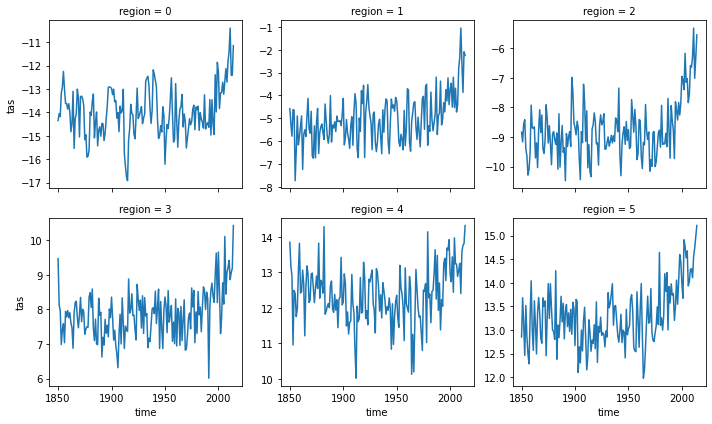 region = 0
region = 1
region = 2
tas
−11
−12
−13
−14
−15
−16
−17
−1
−2
−3
−4
−5
−6
−7
−8
−6
−7
−8
−9
−10
region = 3
region = 4
region = 5
tas
10
9
8
7
6
14
13
12
11
10
15.0
14.5
14.0
13.5
13.0
12.5
12.0
1850 1900 1950 2000
1850 1900 1950 2000
1850 1900 1950 2000
time
time
time